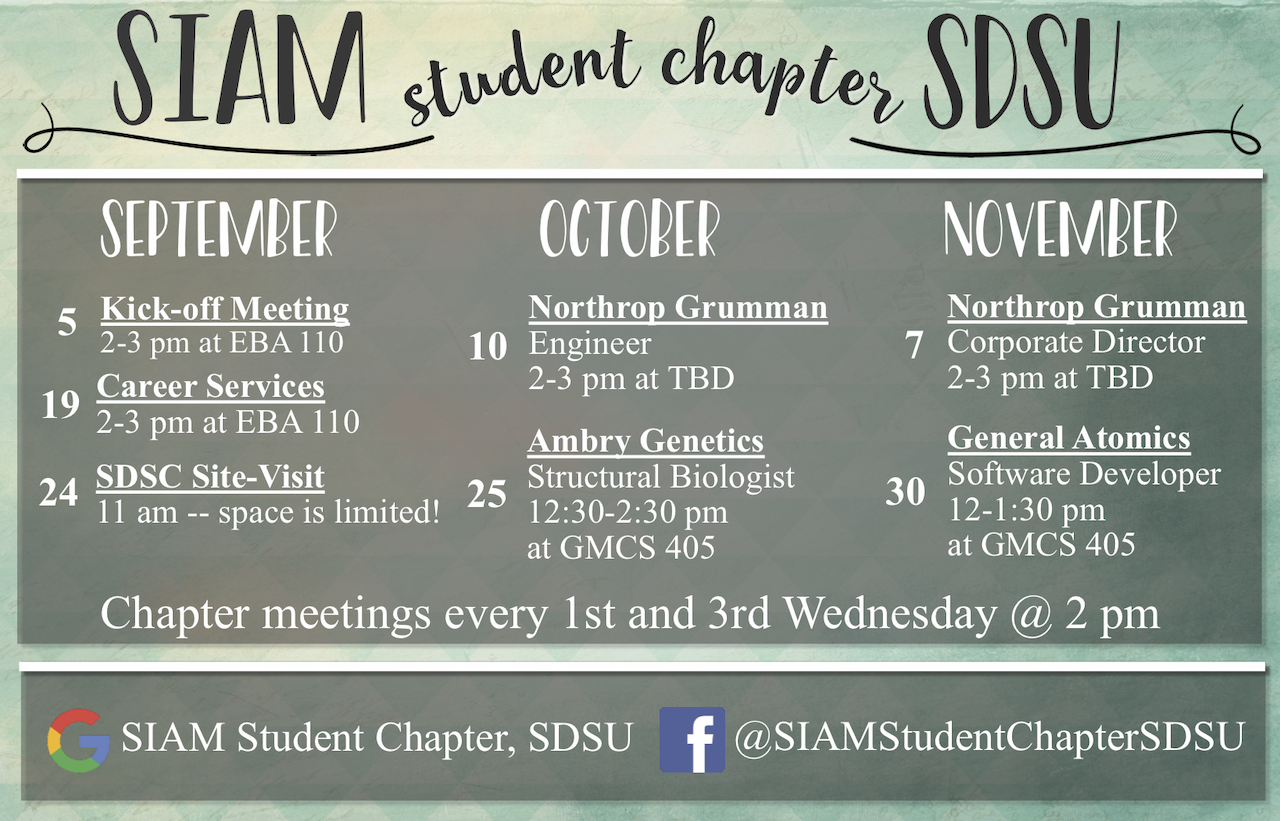 SIAM student chapter SDSU
SEPTEMBER
5 Kick-off Meeting
2-3 pm at EBA 110
19 Career Services
2-3 pm at EBA 110
24 SDSC Site-Visit
11 am -- space is limited!
OCTOBER
10 Northrop Grumman
Engineer
2-3 pm at TBD
25 Ambry Genetics
Structural Biologist
12:30-2:30 pm
at GMCS 405
NOVEMBER
7 Northrop Grumman
Corporate Director
2-3 pm at TBD
30 General Atomics
Software Developer
12-1:30 pm
at GMCS 405
Chapter meetings every 1st and 3rd Wednesday @ 2 pm
G SIAM Student Chapter, SDSU f @SIAMStudentChapterSDSU